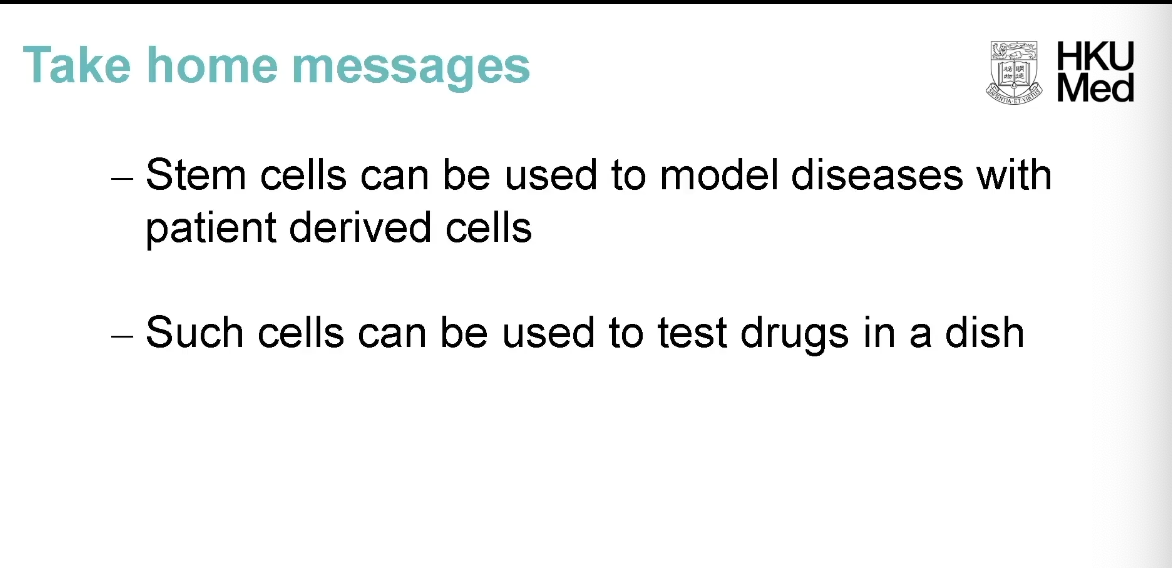 Take home messages
HKU
Med
– Stem cells can be used to model diseases with
patient derived cells
– Such cells can be used to test drugs in a dish